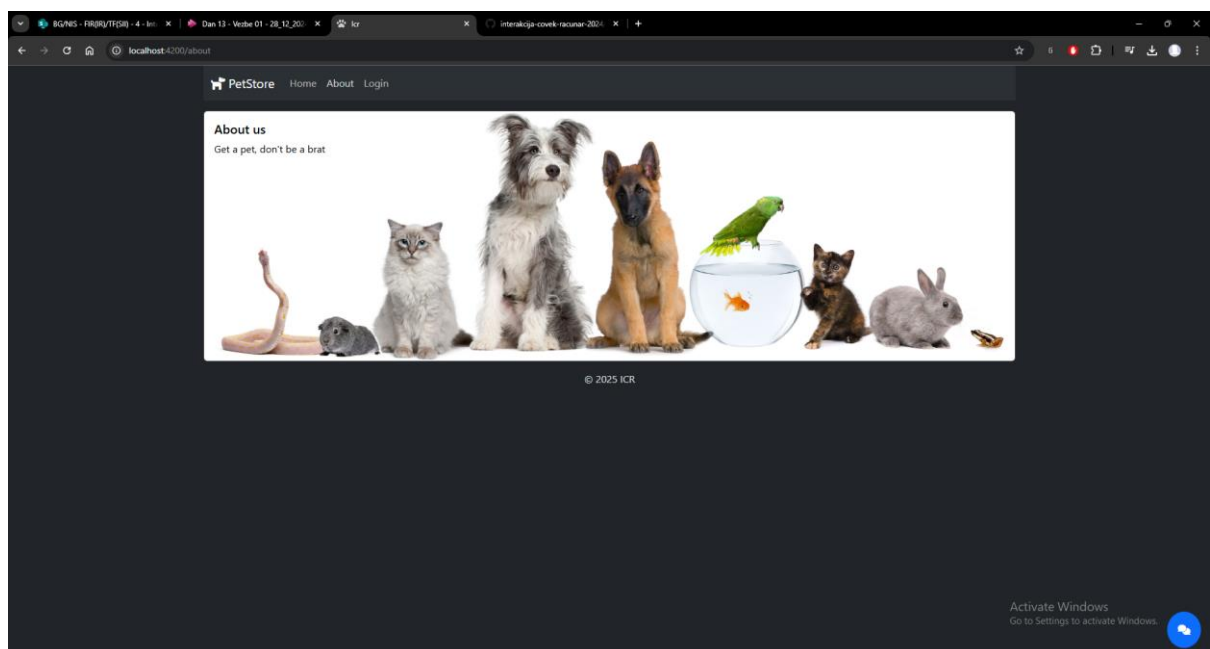 BG/NIS - FIR(IR)/TF(SII) - 4 - Int
Dan 13 - Vezbe 01 - 28_12_202
Icr
interakcija-covek-racunar-2024
localhost:4200/about
6
PetStore Home About Login
About us
Get a pet, don't be a brat
© 2025 ICR
Activate Windows
Go to Settings to activate Windows.